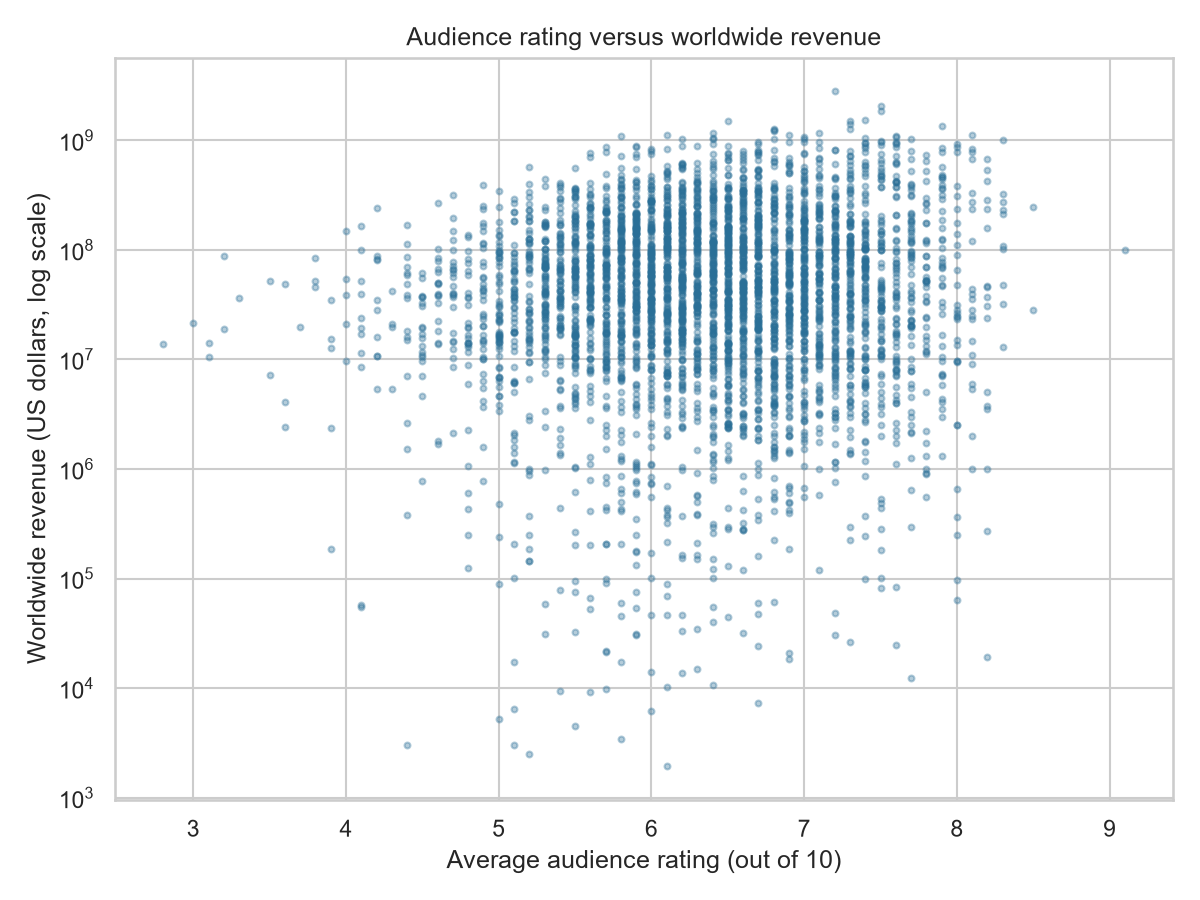 Audience rating versus worldwide revenue
Worldwide revenue (US dollars, log scale)
10⁹
10⁸
10⁷
10⁶
10⁵
10⁴
10³
3 4 5 6 7 8 9
Average audience rating (out of 10)